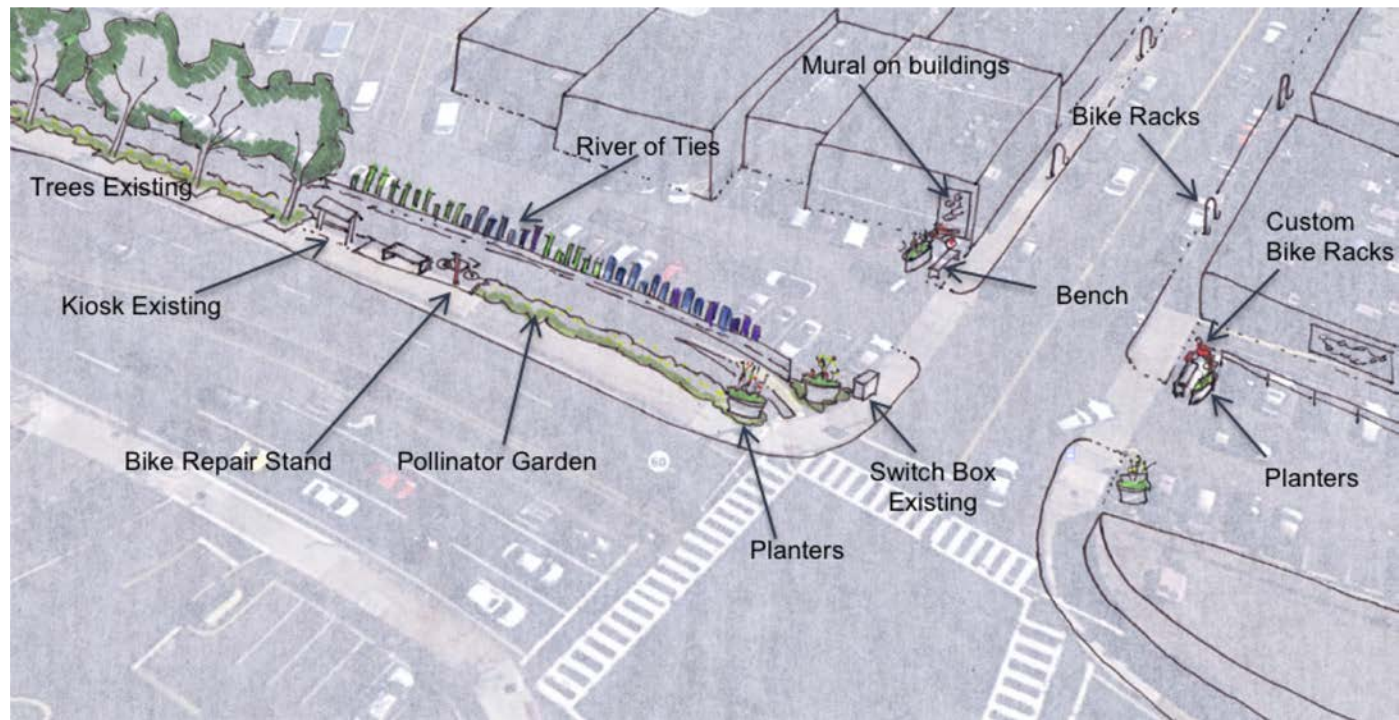 Mural on buildings
Bike Racks
River of Ties
Trees Existing
Custom
Bike Racks
Kiosk Existing
Bench
Bike Repair Stand
Pollinator Garden
Switch Box
Existing
Planters
Planters